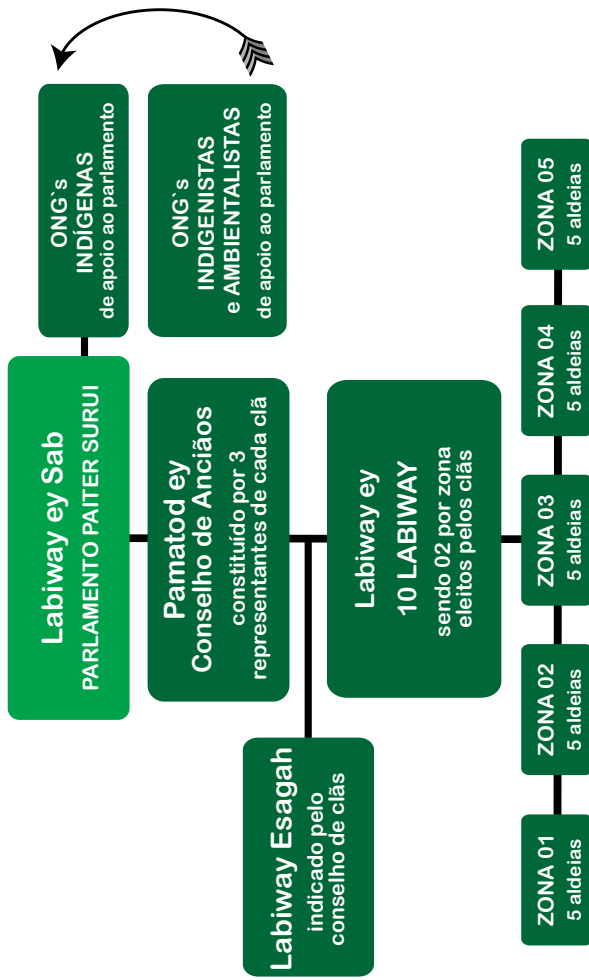 Labiway ey Sab
PARLAMENTO PAITER SURUI
ONG`s
INDÍGENAS
de apoio ao parlamento
ONG`s
INDIGENISTAS
e AMBIENTALISTAS
de apoio ao parlamento
Pamatod ey
Conselho de Anciãos
constituído por 3
representantes de cada clã
Labiway Esagah
indicado pelo
conselho de clãs
Labiway ey
10 LABIWAY
sendo 02 por zona
eleitos pelos clãs
ZONA 01
5 aldeias
ZONA 02
5 aldeias
ZONA 03
5 aldeias
ZONA 04
5 aldeias
ZONA 05
5 aldeias